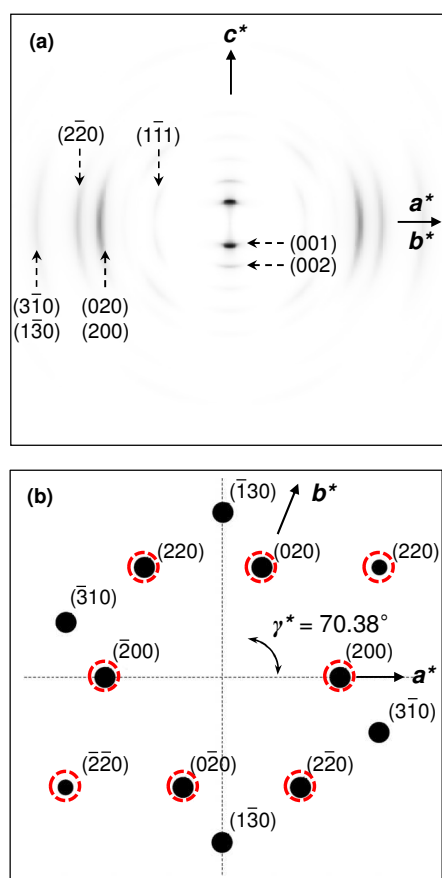 (a)
c*
(22̄0)
(11̄1)
a*
b*
(001)
(002)
(31̄0)
(13̄0)
(020)
(200)
(b)
(1̄30)
b*
(220)
(020)
(220)
(3̄10)
γ* = 70.38°
(2̄00)
(200)
a*
(31̄0)
(2̄2̄0)
(02̄0)
(22̄0)
(13̄0)